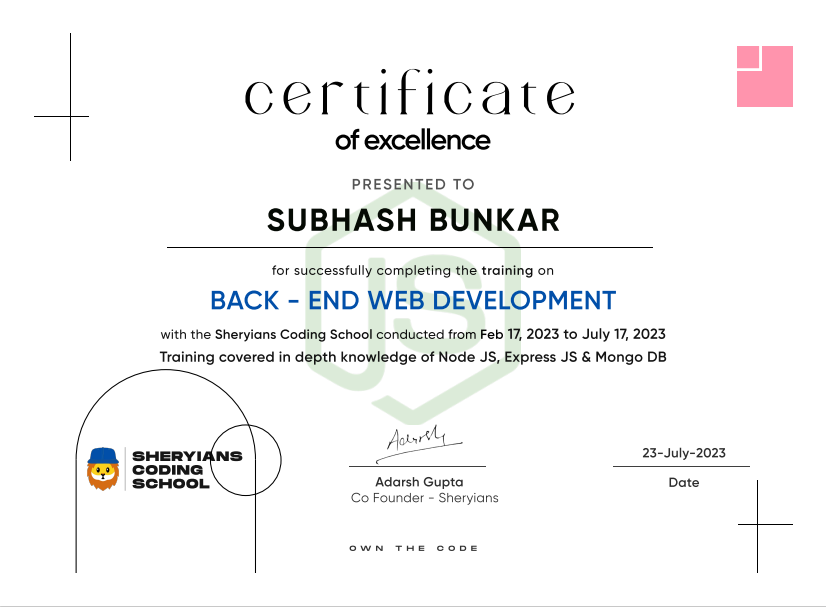 certificate
of excellence
PRESENTED TO
SUBHASH BUNKAR
for successfully completing the training on
BACK - END WEB DEVELOPMENT
with the Sheryians Coding School conducted from Feb 17, 2023 to July 17, 2023
Training covered in depth knowledge of Node JS, Express JS & Mongo DB
JS
SHERYIANS
CODING
SCHOOL
Adarsh
Adarsh Gupta
Co Founder - Sheryians
23-July-2023
Date
OWN THE CODE